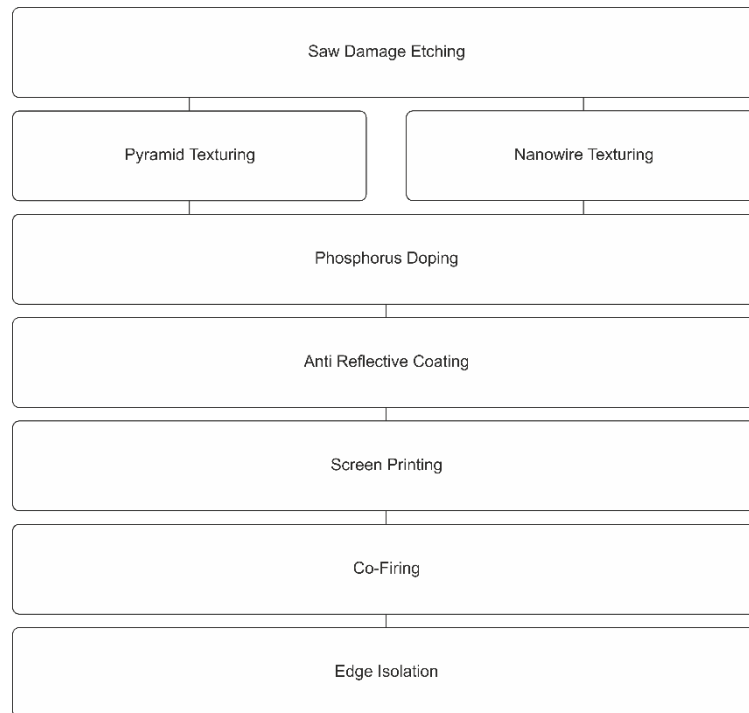 Saw Damage Etching
Pyramid Texturing
Nanowire Texturing
Phosphorus Doping
Anti Reflective Coating
Screen Printing
Co-Firing
Edge Isolation